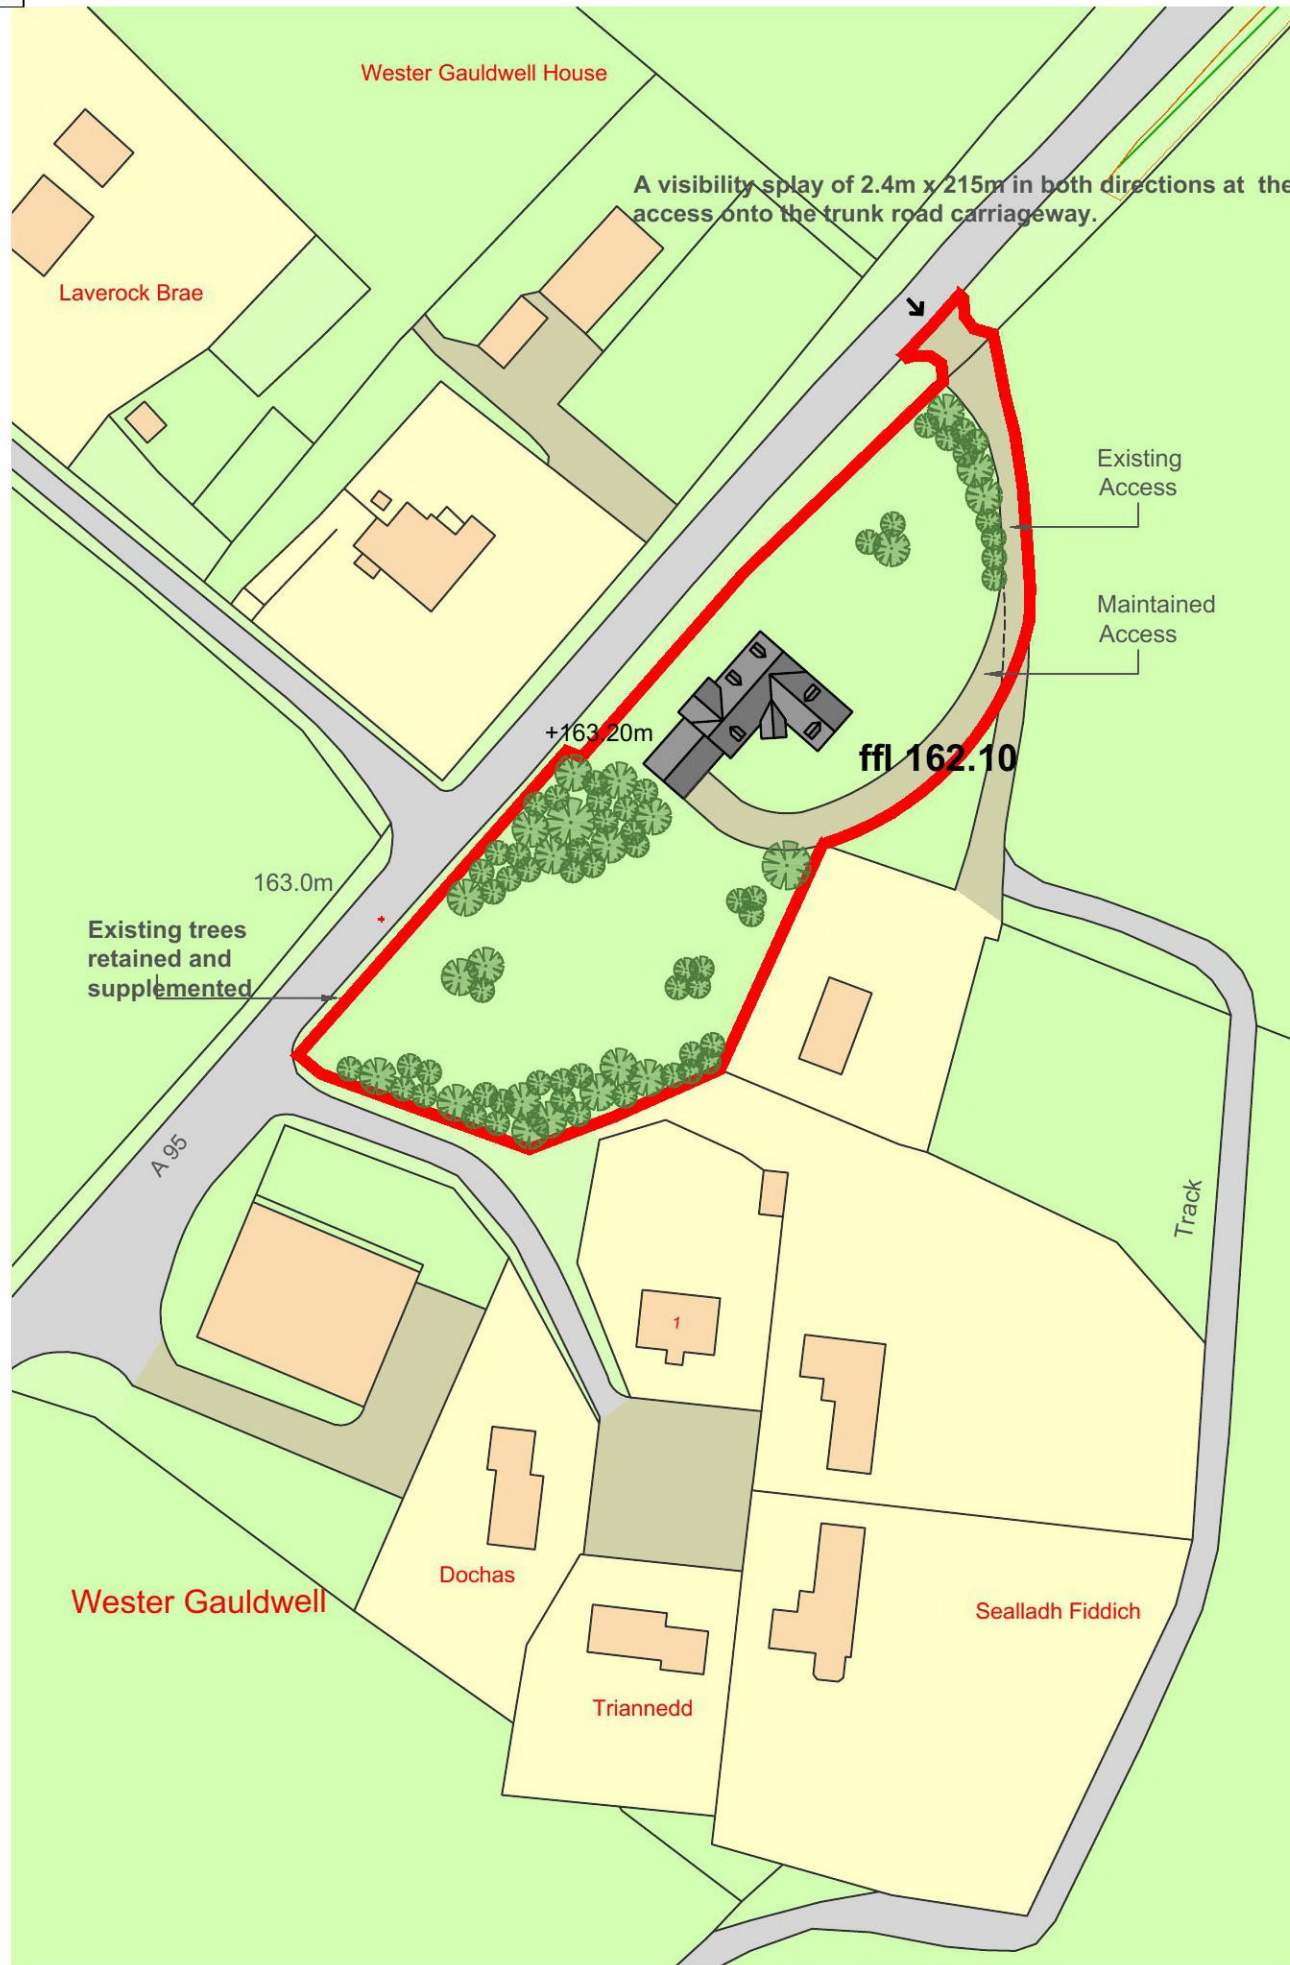 Wester Gauldwell House
A visibility splay of 2.4m x 215m in both directions at the
access onto the trunk road carriageway.
Laverock Brae
Existing
Access
Maintained
Access
+163.20m
ffl 162.10
163.0m
Existing trees
retained and
supplemented
A 95
Track
1
Dochas
Wester Gauldwell
Sealladh Fiddich
Triannedd